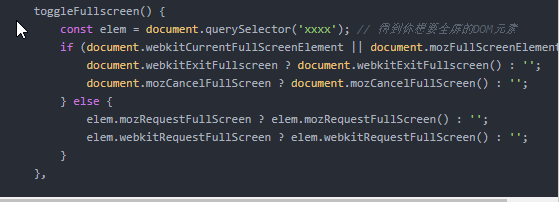 toggleFullscreen() {
const elem = document.querySelector('xxxx'); // 得到你想要全屏的DOM元素
if (document.webkitCurrentFullScreenElement || document.mozFullScreenElement
document.webkitExitFullscreen ? document.webkitExitFullscreen() : '';
document.mozCancelFullScreen ? document.mozCancelFullScreen() : '';
} else {
elem.mozRequestFullScreen ? elem.mozRequestFullScreen() : '';
elem.webkitRequestFullScreen ? elem.webkitRequestFullScreen() : '';
}
},